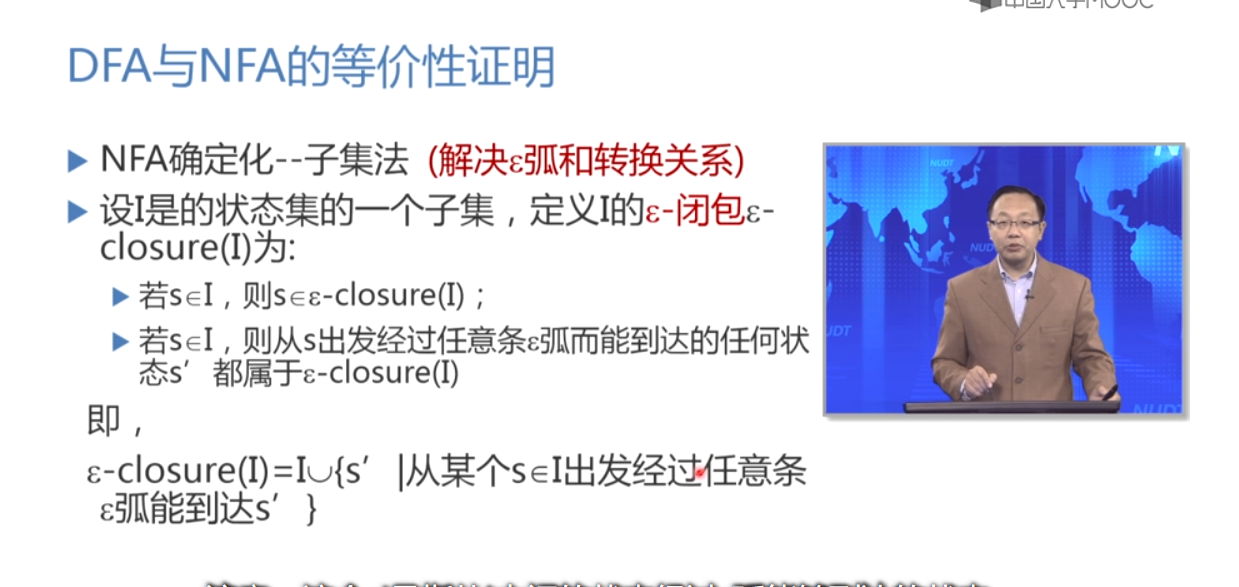 中国大学MOOC
DFA与NFA的等价性证明
NFA确定化--子集法 (解决ε弧和转换关系)
设I是的状态集的一个子集，定义I的ε-闭包ε-
closure(I)为:
若s∈I，则s∈ε-closure(I)；
若s∈I，则从s出发经过任意条ε弧而能到达的任何状
态s′ 都属于ε-closure(I)
即，
ε-closure(I)=I∪{s′ |从某个s∈I出发经过任意条
ε弧能到达s′ }
NUDT
NUDT
NUDT